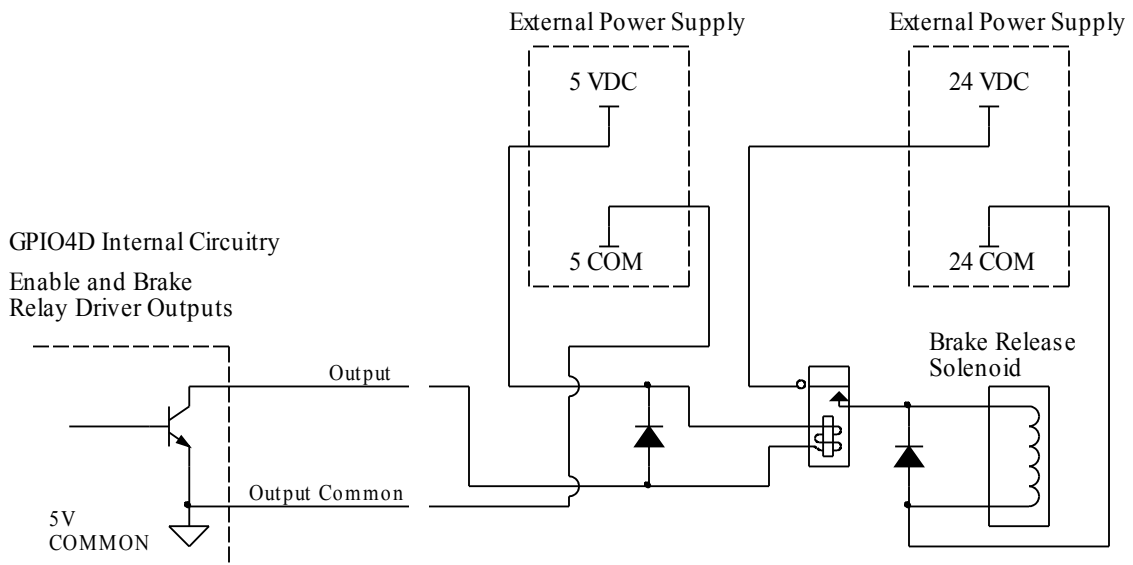 External Power Supply
External Power Supply
5 VDC
24 VDC
5 COM
24 COM
GPIO4D Internal Circuitry
Enable and Brake
Relay Driver Outputs
Brake Release
Solenoid
Output
Output Common
5V
COMMON